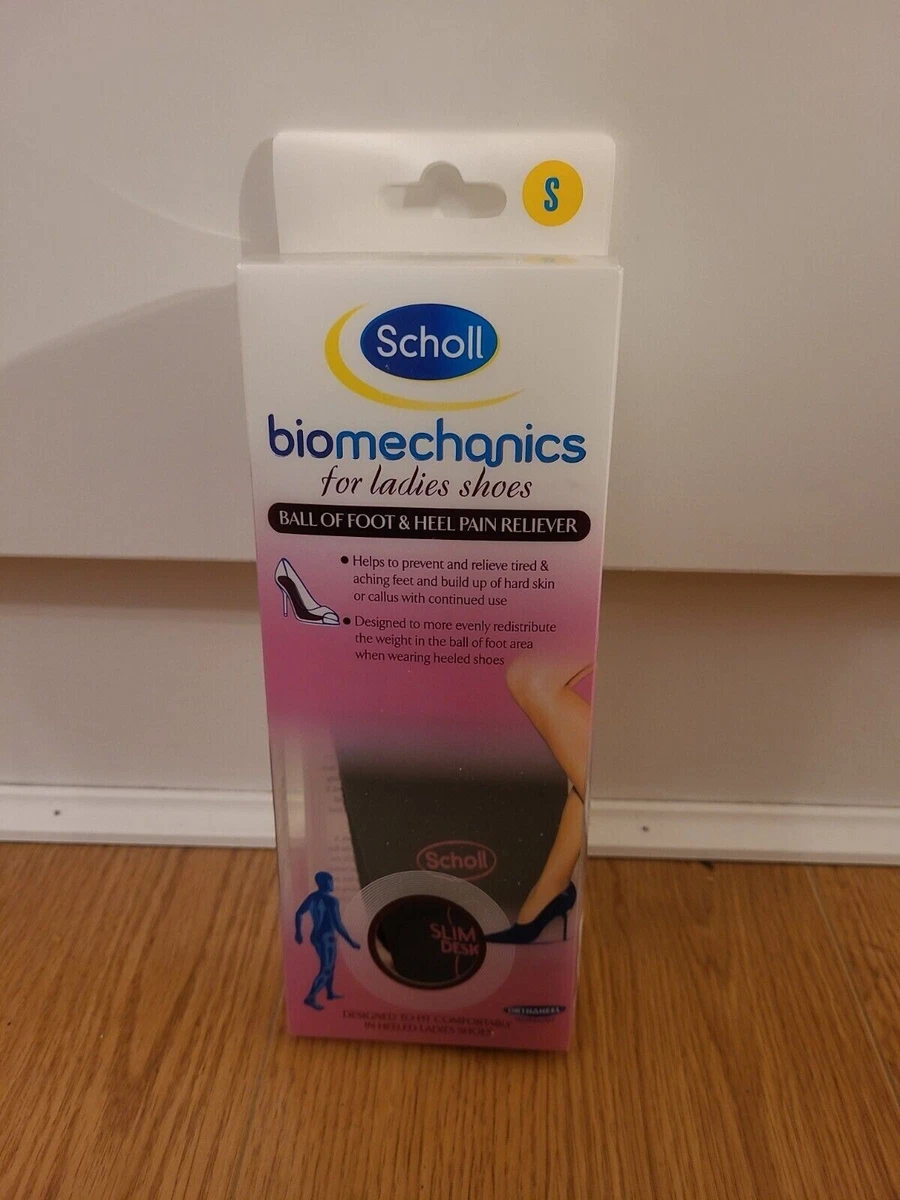 S
Scholl
biomechanics
for ladies shoes
BALL OF FOOT & HEEL PAIN RELIEVER
• Helps to prevent and relieve tired &
aching feet and build up of hard skin
or callus with continued use
• Designed to more evenly redistribute
the weight in the ball of foot area
when wearing heeled shoes
Scholl
SLIM
DESK
ORTHAHEEL
DESIGNED TO FIT COMFORTABLY
IN HEELED LADIES SHOES